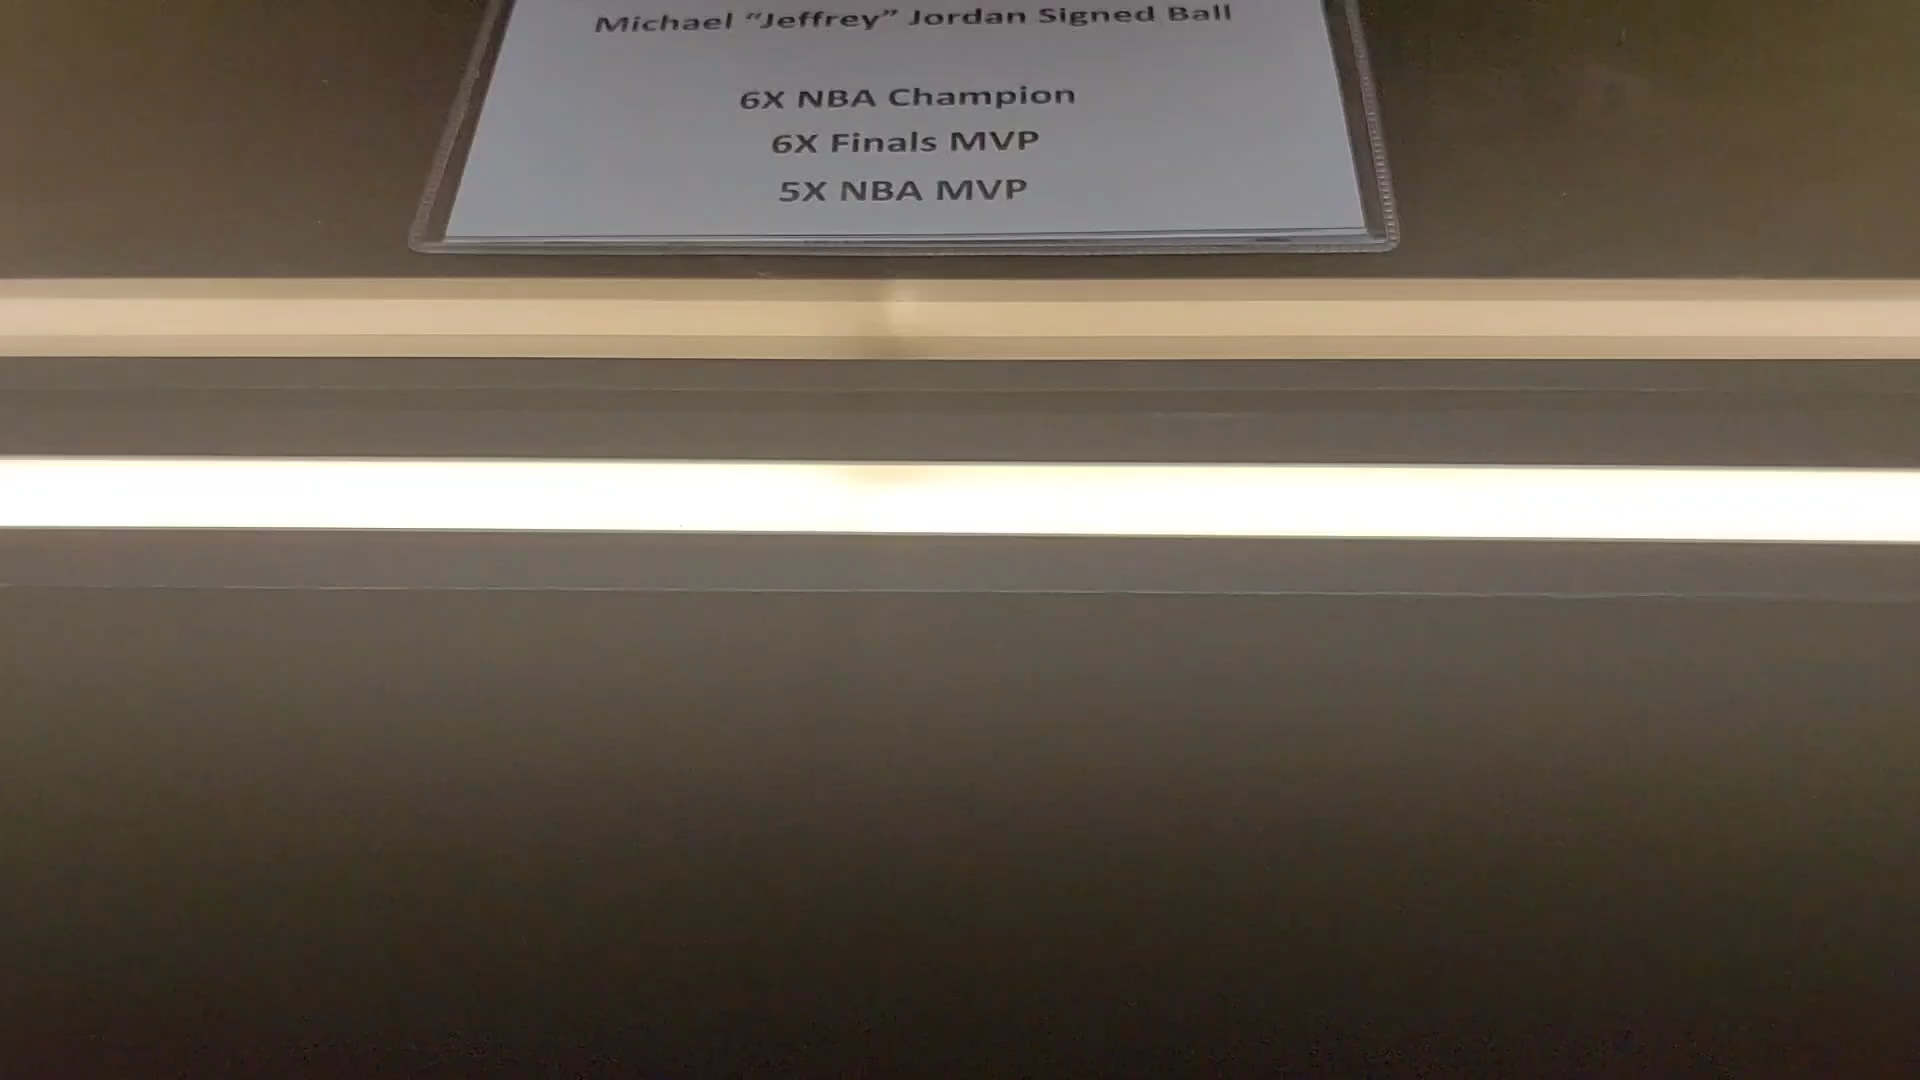 Michael “Jeffrey” Jordan Signed Ball
6X NBA Champion
6X Finals MVP
5X NBA MVP